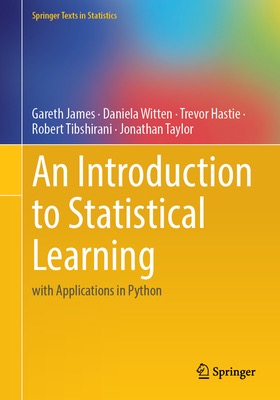 Springer Texts in Statistics
Gareth James · Daniela Witten · Trevor Hastie ·
Robert Tibshirani · Jonathan Taylor
An Introduction
to Statistical
Learning
with Applications in Python
Springer